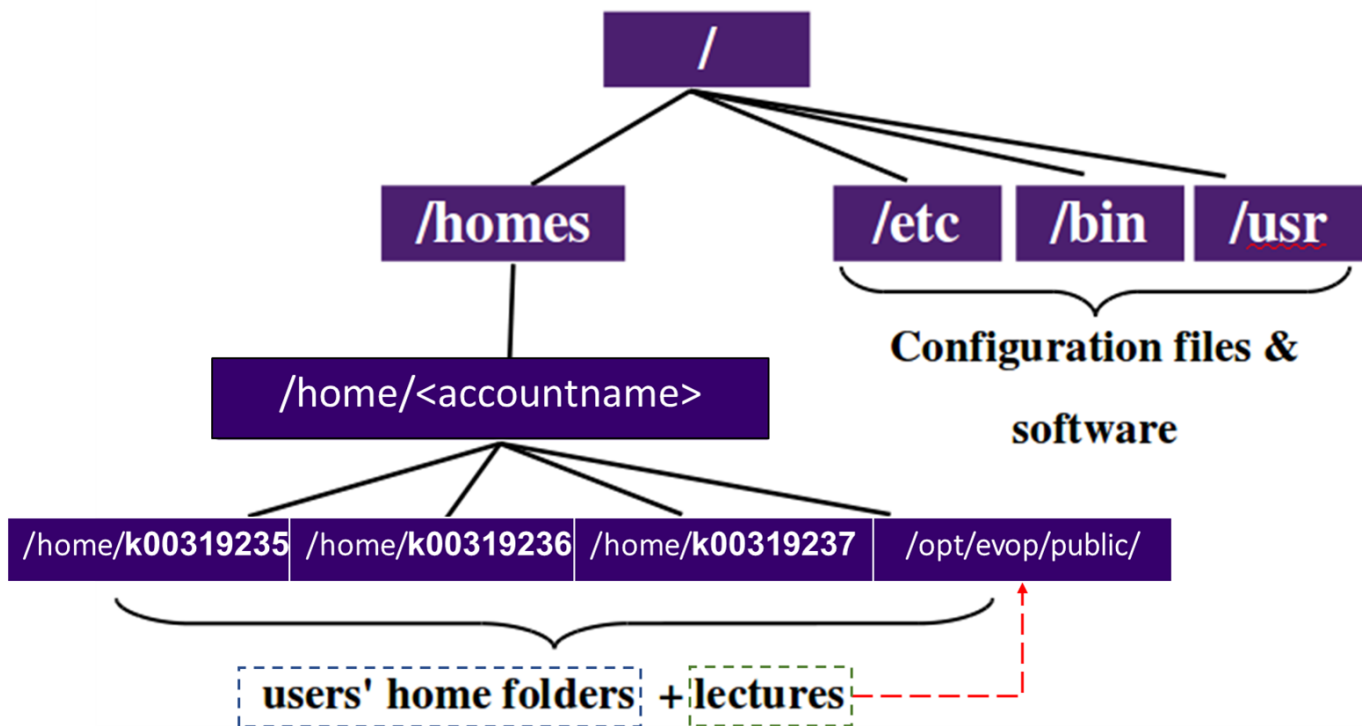 /
/homes
/etc
/bin
/usr
Configuration files &
software
/home/<accountname>
/home/k00319235
/home/k00319236
/home/k00319237
/opt/evop/public/
users' home folders + lectures